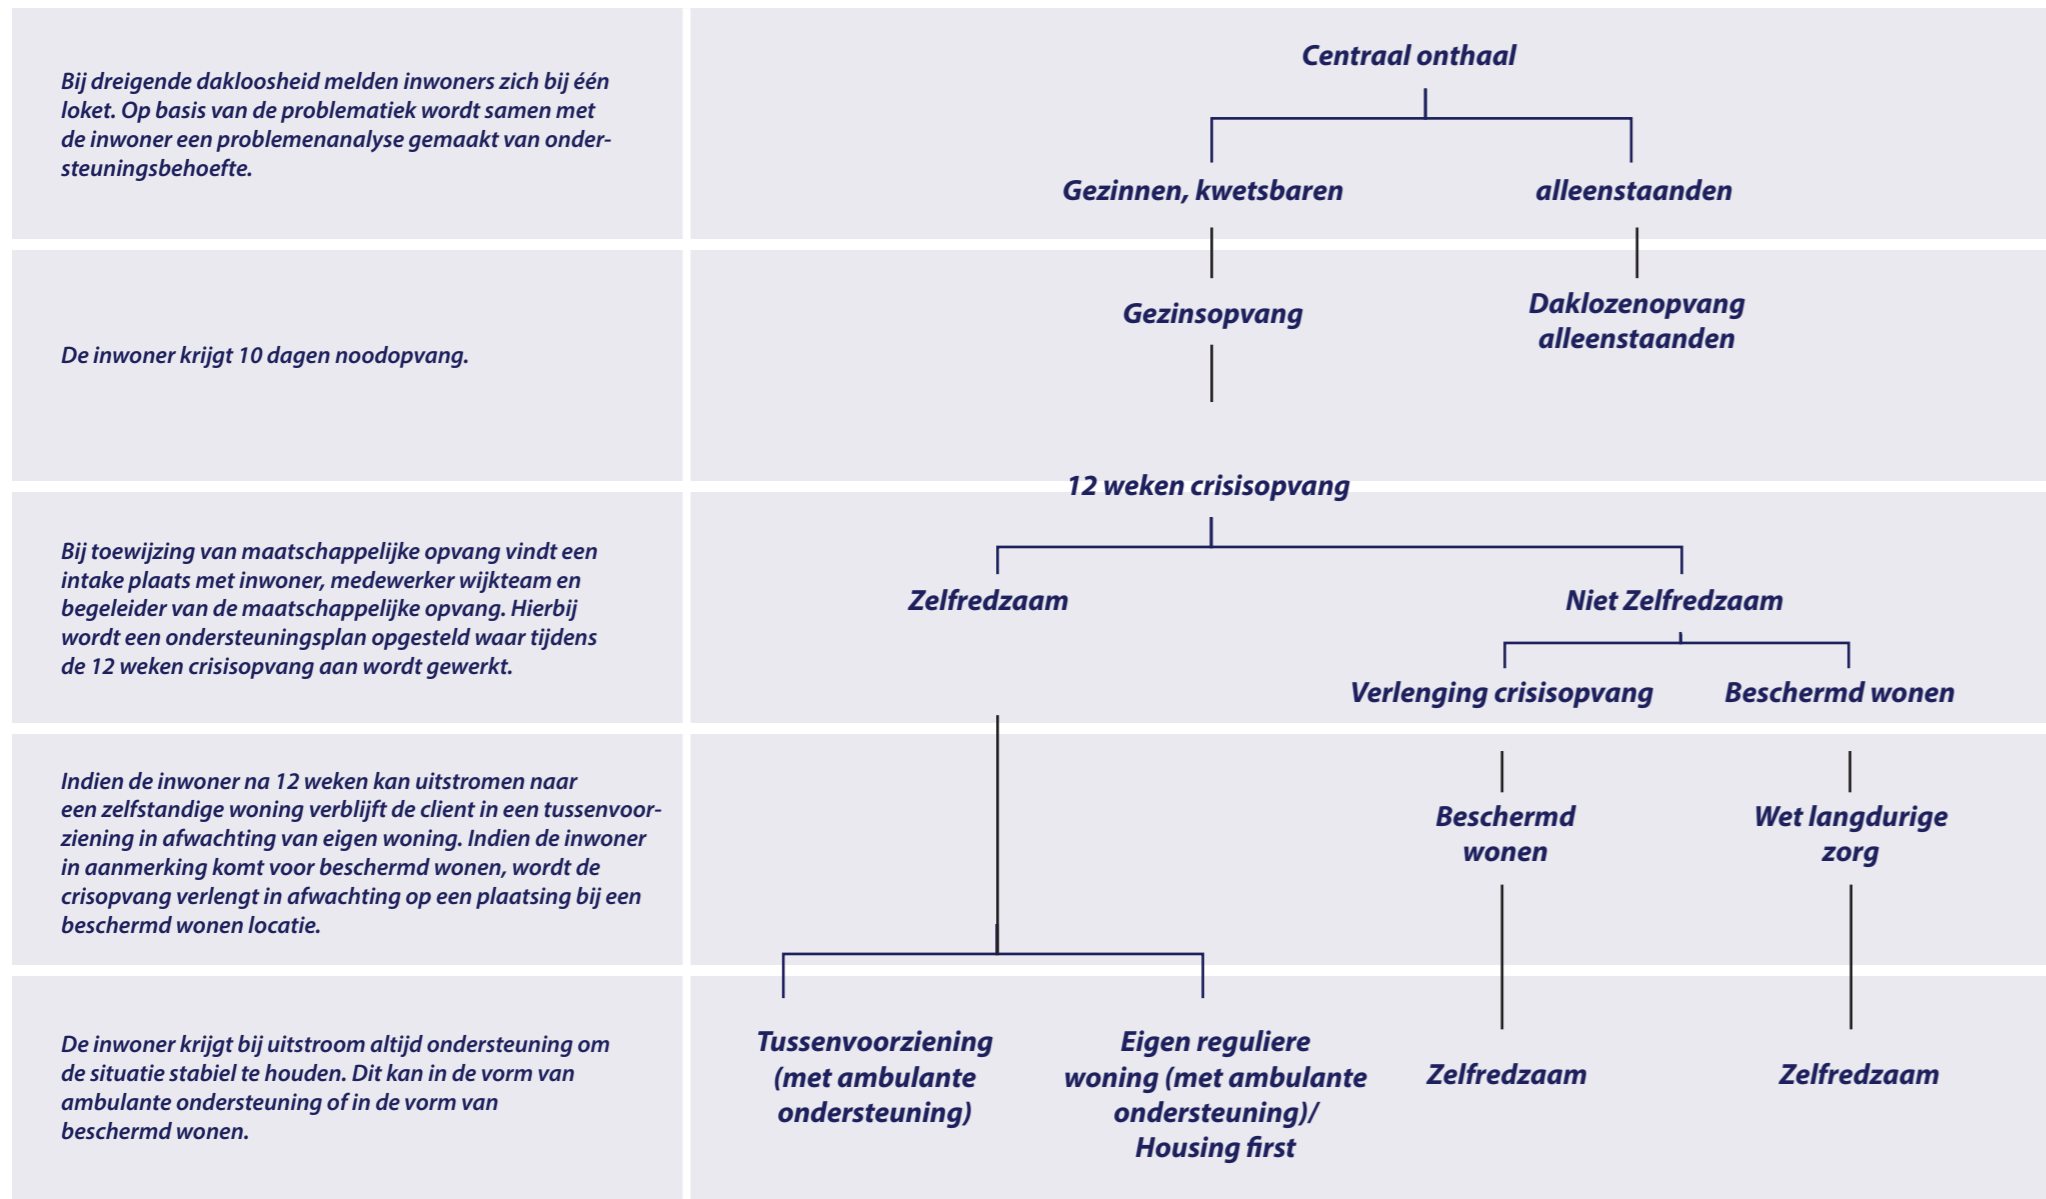 Bij dreigende dakloosheid melden inwoners zich bij één
loket. Op basis van de problematiek wordt samen met
de inwoner een problemenanalyse gemaakt van onder-
steuningsbehoefte.
Centraal onthaal
Gezinnen, kwetsbaren
alleenstaanden
De inwoner krijgt 10 dagen noodopvang.
Gezinsopvang
Daklozenopvang
alleenstaanden
12 weken crisisopvang
Bij toewijzing van maatschappelijke opvang vindt een
intake plaats met inwoner, medewerker wijkteam en
begeleider van de maatschappelijke opvang. Hierbij
wordt een ondersteuningsplan opgesteld waar tijdens
de 12 weken crisisopvang aan wordt gewerkt.
Zelfredzaam
Niet Zelfredzaam
Verlenging crisisopvang
Beschermd wonen
Indien de inwoner na 12 weken kan uitstromen naar
een zelfstandige woning verblijft de client in een tussenvoor-
ziening in afwachting van eigen woning. Indien de inwoner
in aanmerking komt voor beschermd wonen, wordt de
crisopvang verlengt in afwachting op een plaatsing bij een
beschermd wonen locatie.
Beschermd
wonen
Wet langdurige
zorg
De inwoner krijgt bij uitstroom altijd ondersteuning om
de situatie stabiel te houden. Dit kan in de vorm van
ambulante ondersteuning of in de vorm van
beschermd wonen.
Tussenvoorziening
(met ambulante
ondersteuning)
Eigen reguliere
woning (met ambulante
ondersteuning)/
Housing first
Zelfredzaam
Zelfredzaam